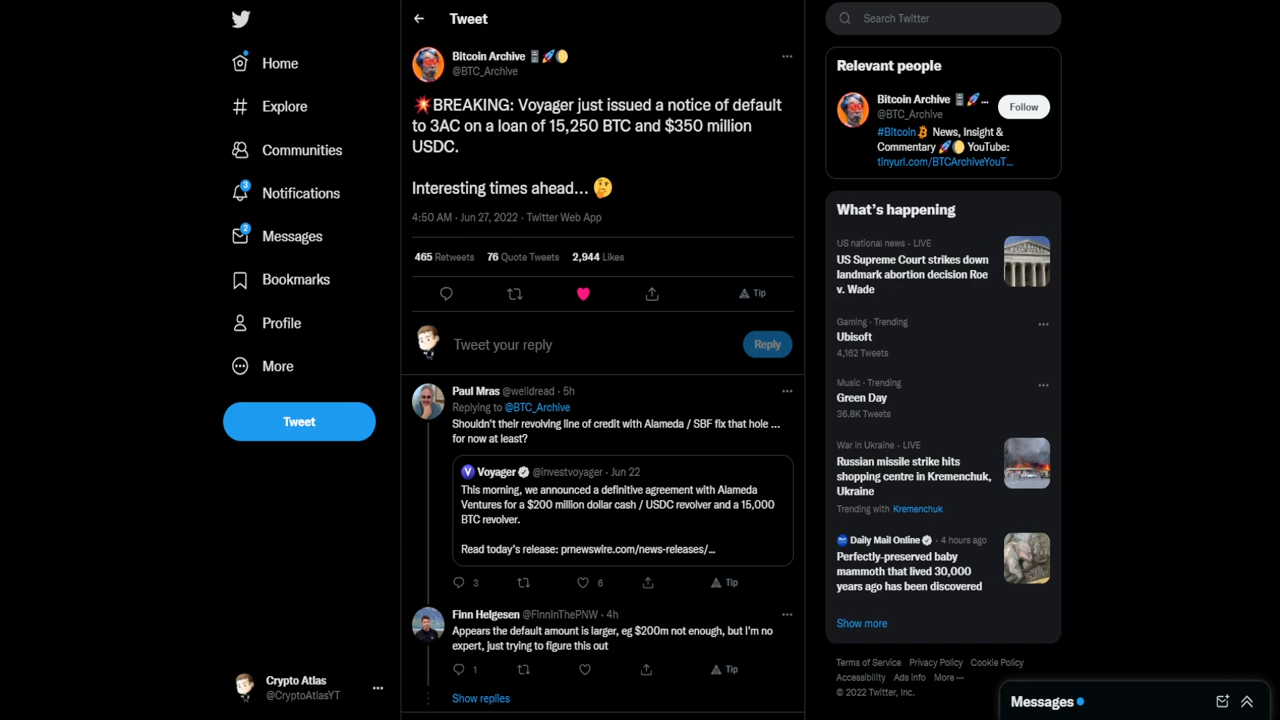 Home
Explore
Communities
Notifications
3
Messages
2
Bookmarks
Profile
More
Tweet
Crypto Atlas
@CryptoAtlasYT
Tweet
Bitcoin Archive 🗄🚀🌔
@BTC_Archive
💥BREAKING: Voyager just issued a notice of default
to 3AC on a loan of 15,250 BTC and $350 million
USDC.
Interesting times ahead... 🤔
4:50 AM · Jun 27, 2022 · Twitter Web App
465 Retweets 76 Quote Tweets 2,944 Likes
Tip
Tweet your reply
Reply
Paul Mras @welldread · 5h
Replying to @BTC_Archive
Shouldn't their revolving line of credit with Alameda / SBF fix that hole ...
for now at least?
Voyager @investvoyager · Jun 22
This morning, we announced a definitive agreement with Alameda
Ventures for a $200 million dollar cash / USDC revolver and a 15,000
BTC revolver.
Read today's release: prnewswire.com/news-releases/...
3 6 Tip
Finn Helgesen @FInnInThePNW · 4h
Appears the default amount is larger, eg $200m not enough, but I'm no
expert, just trying to figure this out
1 Tip
Show replies
Search Twitter
Relevant people
Bitcoin Archive 🗄🚀 ...
@BTC_Archive
Follow
#Bitcoin News, Insight &
Commentary 🚀🌔 YouTube:
tinyurl.com/BTCArchiveYouT...
What's happening
US national news · LIVE
US Supreme Court strikes down
landmark abortion decision Roe
v. Wade
Gaming · Trending
Ubisoft
4,162 Tweets
Music · Trending
Green Day
36.8K Tweets
War in Ukraine · LIVE
Russian missile strike hits
shopping centre in Kremenchuk,
Ukraine
Trending with Kremenchuk
Daily Mail Online · 4 hours ago
Perfectly-preserved baby
mammoth that lived 30,000
years ago has been discovered
Show more
Terms of Service Privacy Policy Cookie Policy
Accessibility Ads info More ···
© 2022 Twitter, Inc.
Messages